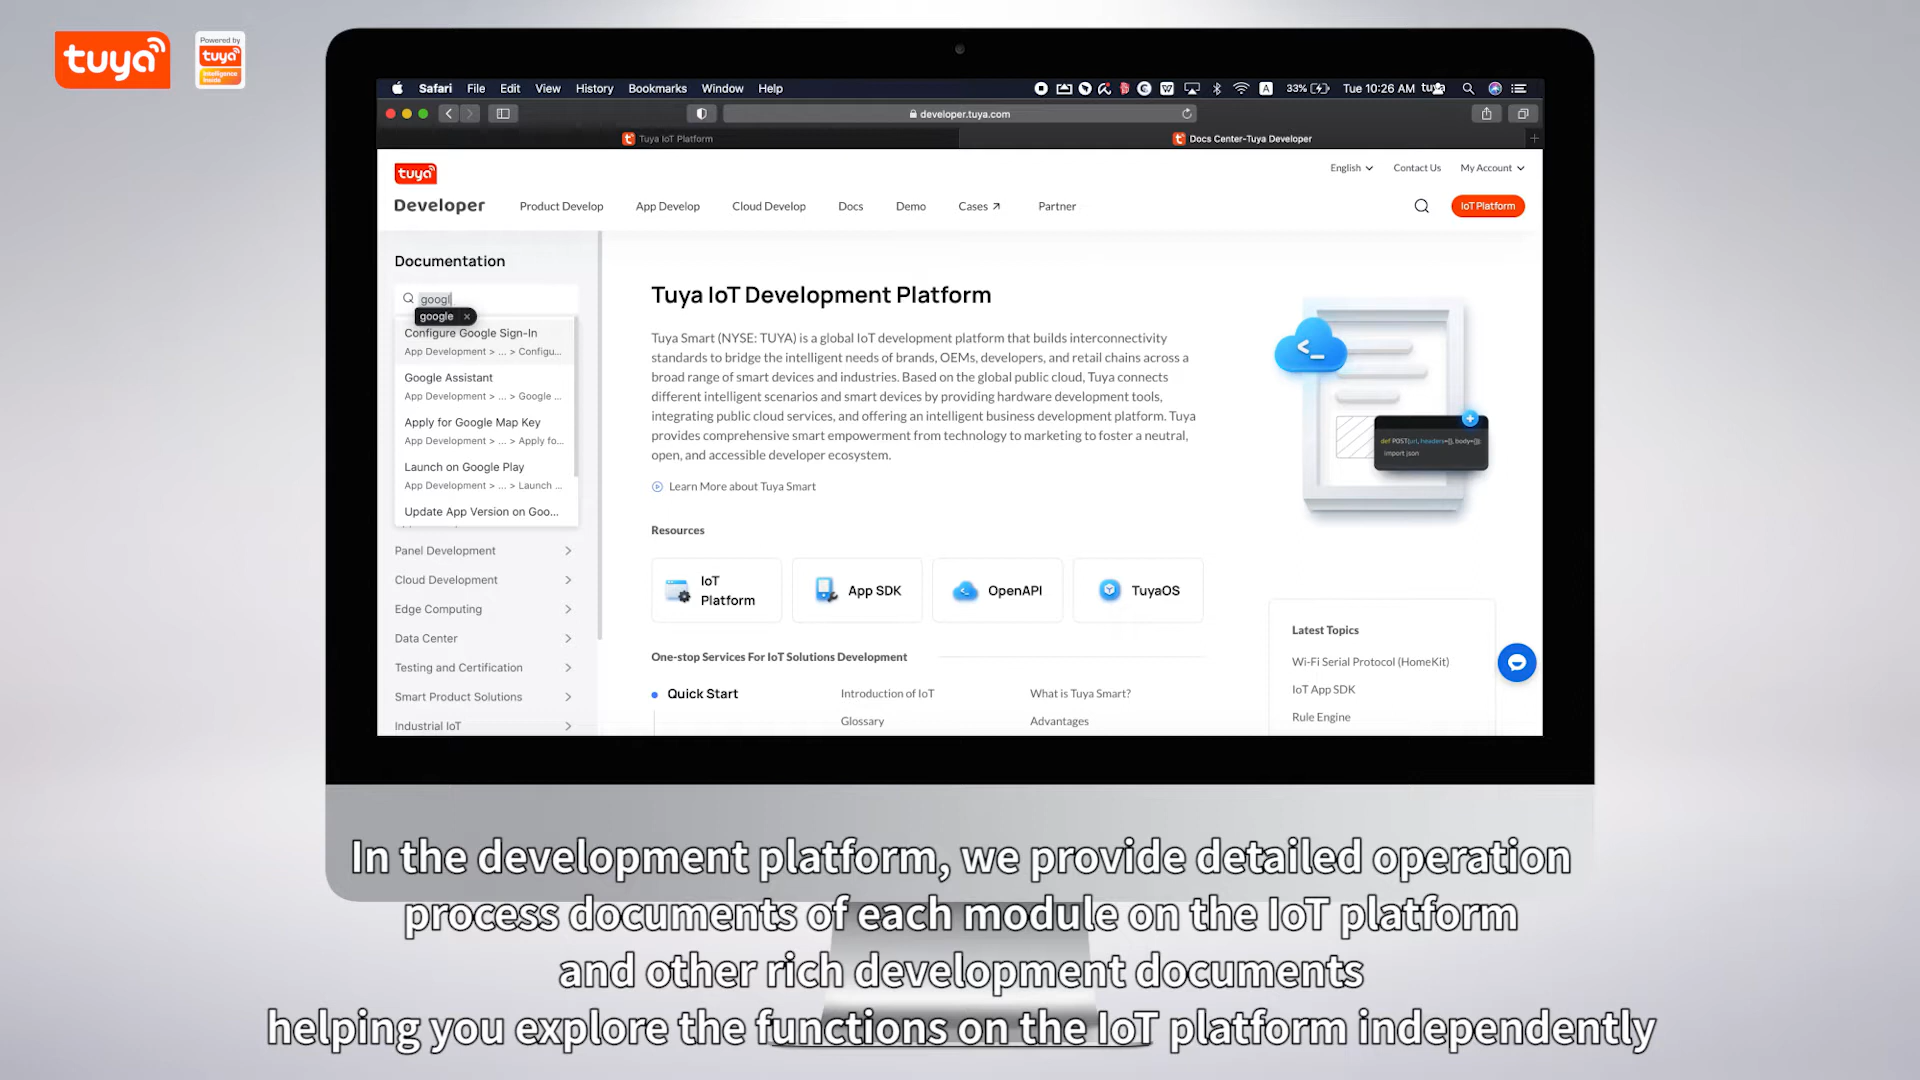 tuya
Powered by
tuya
Intelligence
Inside
Safari File Edit View History Bookmarks Window Help
A 33% Tue 10:26 AM tuya
developer.tuya.com
Tuya IoT Platform
Docs Center-Tuya Developer
tuya
English Contact Us My Account
Developer
Product Develop App Develop Cloud Develop Docs Demo Cases Partner
IoT Platform
Documentation
googl
google ×
Configure Google Sign-In
App Development > ... > Configu...
Google Assistant
App Development > ... > Google ...
Apply for Google Map Key
App Development > ... > Apply fo...
Launch on Google Play
App Development > ... > Launch ...
Update App Version on Goo...
Panel Development
Cloud Development
Edge Computing
Data Center
Testing and Certification
Smart Product Solutions
Industrial IoT
Tuya IoT Development Platform
Tuya Smart (NYSE: TUYA) is a global IoT development platform that builds interconnectivity
standards to bridge the intelligent needs of brands, OEMs, developers, and retail chains across a
broad range of smart devices and industries. Based on the global public cloud, Tuya connects
different intelligent scenarios and smart devices by providing hardware development tools,
integrating public cloud services, and offering an intelligent business development platform. Tuya
provides comprehensive smart empowerment from technology to marketing to foster a neutral,
open, and accessible developer ecosystem.
Learn More about Tuya Smart
def POST(url, headers={}, body={}):
import json
Resources
IoT
Platform
App SDK
OpenAPI
TuyaOS
One-stop Services For IoT Solutions Development
Quick Start
Introduction of IoT
What is Tuya Smart?
Glossary
Advantages
Latest Topics
Wi-Fi Serial Protocol (HomeKit)
IoT App SDK
Rule Engine
In the development platform, we provide detailed operation
process documents of each module on the IoT platform
and other rich development documents
helping you explore the functions on the IoT platform independently